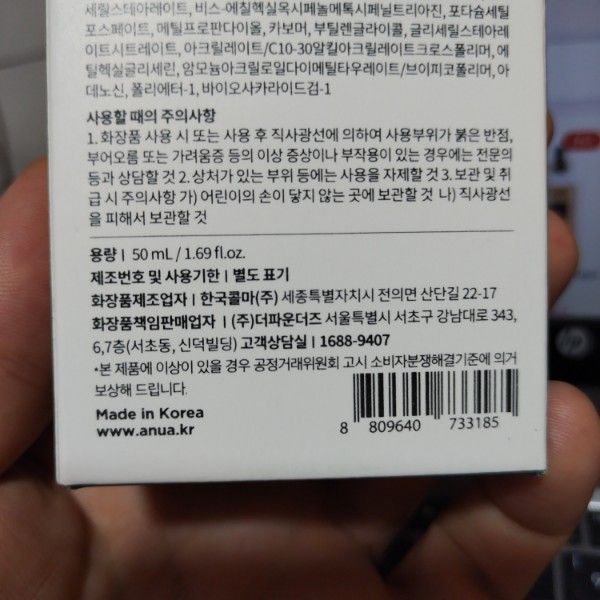 세릴스테아레이트, 비스-에칠헥실옥시페놀메톡시페닐트리아진, 포타슘세틸
포스페이트, 메틸프로판다이올, 카보머, 부틸렌글라이콜, 글리세릴스테아레
이트시트레이트, 아크릴레이트/C10-30알킬아크릴레이트크로스폴리머, 에
틸헥실글리세린, 암모늄아크릴로일다이메틸타우레이트/브이피코폴리머, 아
데노신, 폴리에터-1, 바이오사카라이드검-1
사용할 때의 주의사항
1. 화장품 사용 시 또는 사용 후 직사광선에 의하여 사용부위가 붉은 반점,
부어오름 또는 가려움증 등의 이상 증상이나 부작용이 있는 경우에는 전문의
등과 상담할 것 2. 상처가 있는 부위 등에는 사용을 자제할 것 3. 보관 및 취
급 시 주의사항 가) 어린이의 손이 닿지 않는 곳에 보관할 것 나) 직사광선
을 피해서 보관할 것
용량 | 50 mL / 1.69 fl.oz.
제조번호 및 사용기한 | 별도 표기
화장품제조업자 | 한국콜마(주) 세종특별자치시 전의면 산단길 22-17
화장품책임판매업자 | (주)더파운더즈 서울특별시 서초구 강남대로 343,
6,7층(서초동, 신덕빌딩) 고객상담실 | 1688-9407
*본 제품에 이상이 있을 경우 공정거래위원회 고시 소비자분쟁해결기준에 의거
보상해 드립니다.
Made in Korea
www.anua.kr
8 809640 733185
hp